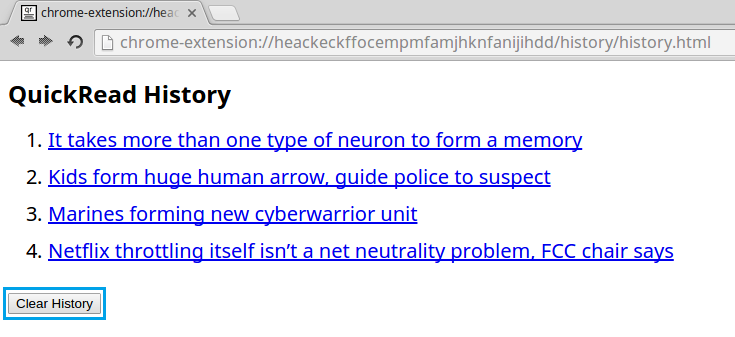 qr
chrome-extension://heac
chrome-extension://heackeckffocempmfamjhknfanijihdd/history/history.html
QuickRead History
1. It takes more than one type of neuron to form a memory
2. Kids form huge human arrow, guide police to suspect
3. Marines forming new cyberwarrior unit
4. Netflix throttling itself isn’t a net neutrality problem, FCC chair says
Clear History